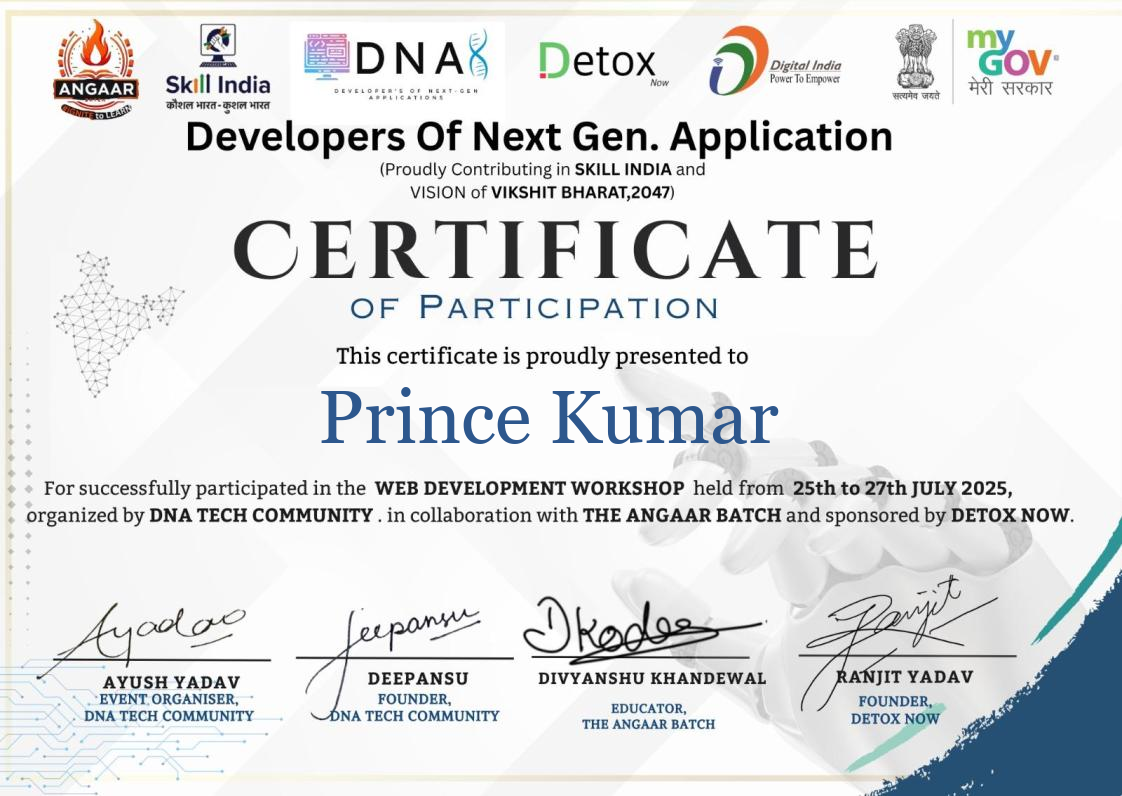 ANGAAR
IGNITE to LEARN
Skill India
कौशल भारत - कुशल भारत
DNA
DEVELOPER'S OF NEXT-GEN
APPLICATIONS
Detox
Now
Digital India
Power To Empower
सत्यमेव जयते
my
GOV
मेरी सरकार
Developers Of Next Gen. Application
(Proudly Contributing in SKILL INDIA and
VISION of VIKSHIT BHARAT,2047)
CERTIFICATE
OF PARTICIPATION
This certificate is proudly presented to
Prince Kumar
For successfully participated in the WEB DEVELOPMENT WORKSHOP held from 25th to 27th JULY 2025,
organized by DNA TECH COMMUNITY . in collaboration with THE ANGAAR BATCH and sponsored by DETOX NOW.
Ayadav
Deepansu
Ranjit
AYUSH YADAV
EVENT ORGANISER,
DNA TECH COMMUNITY
DEEPANSU
FOUNDER,
DNA TECH COMMUNITY
DIVYANSHU KHANDEWAL
EDUCATOR,
THE ANGAAR BATCH
RANJIT YADAV
FOUNDER,
DETOX NOW